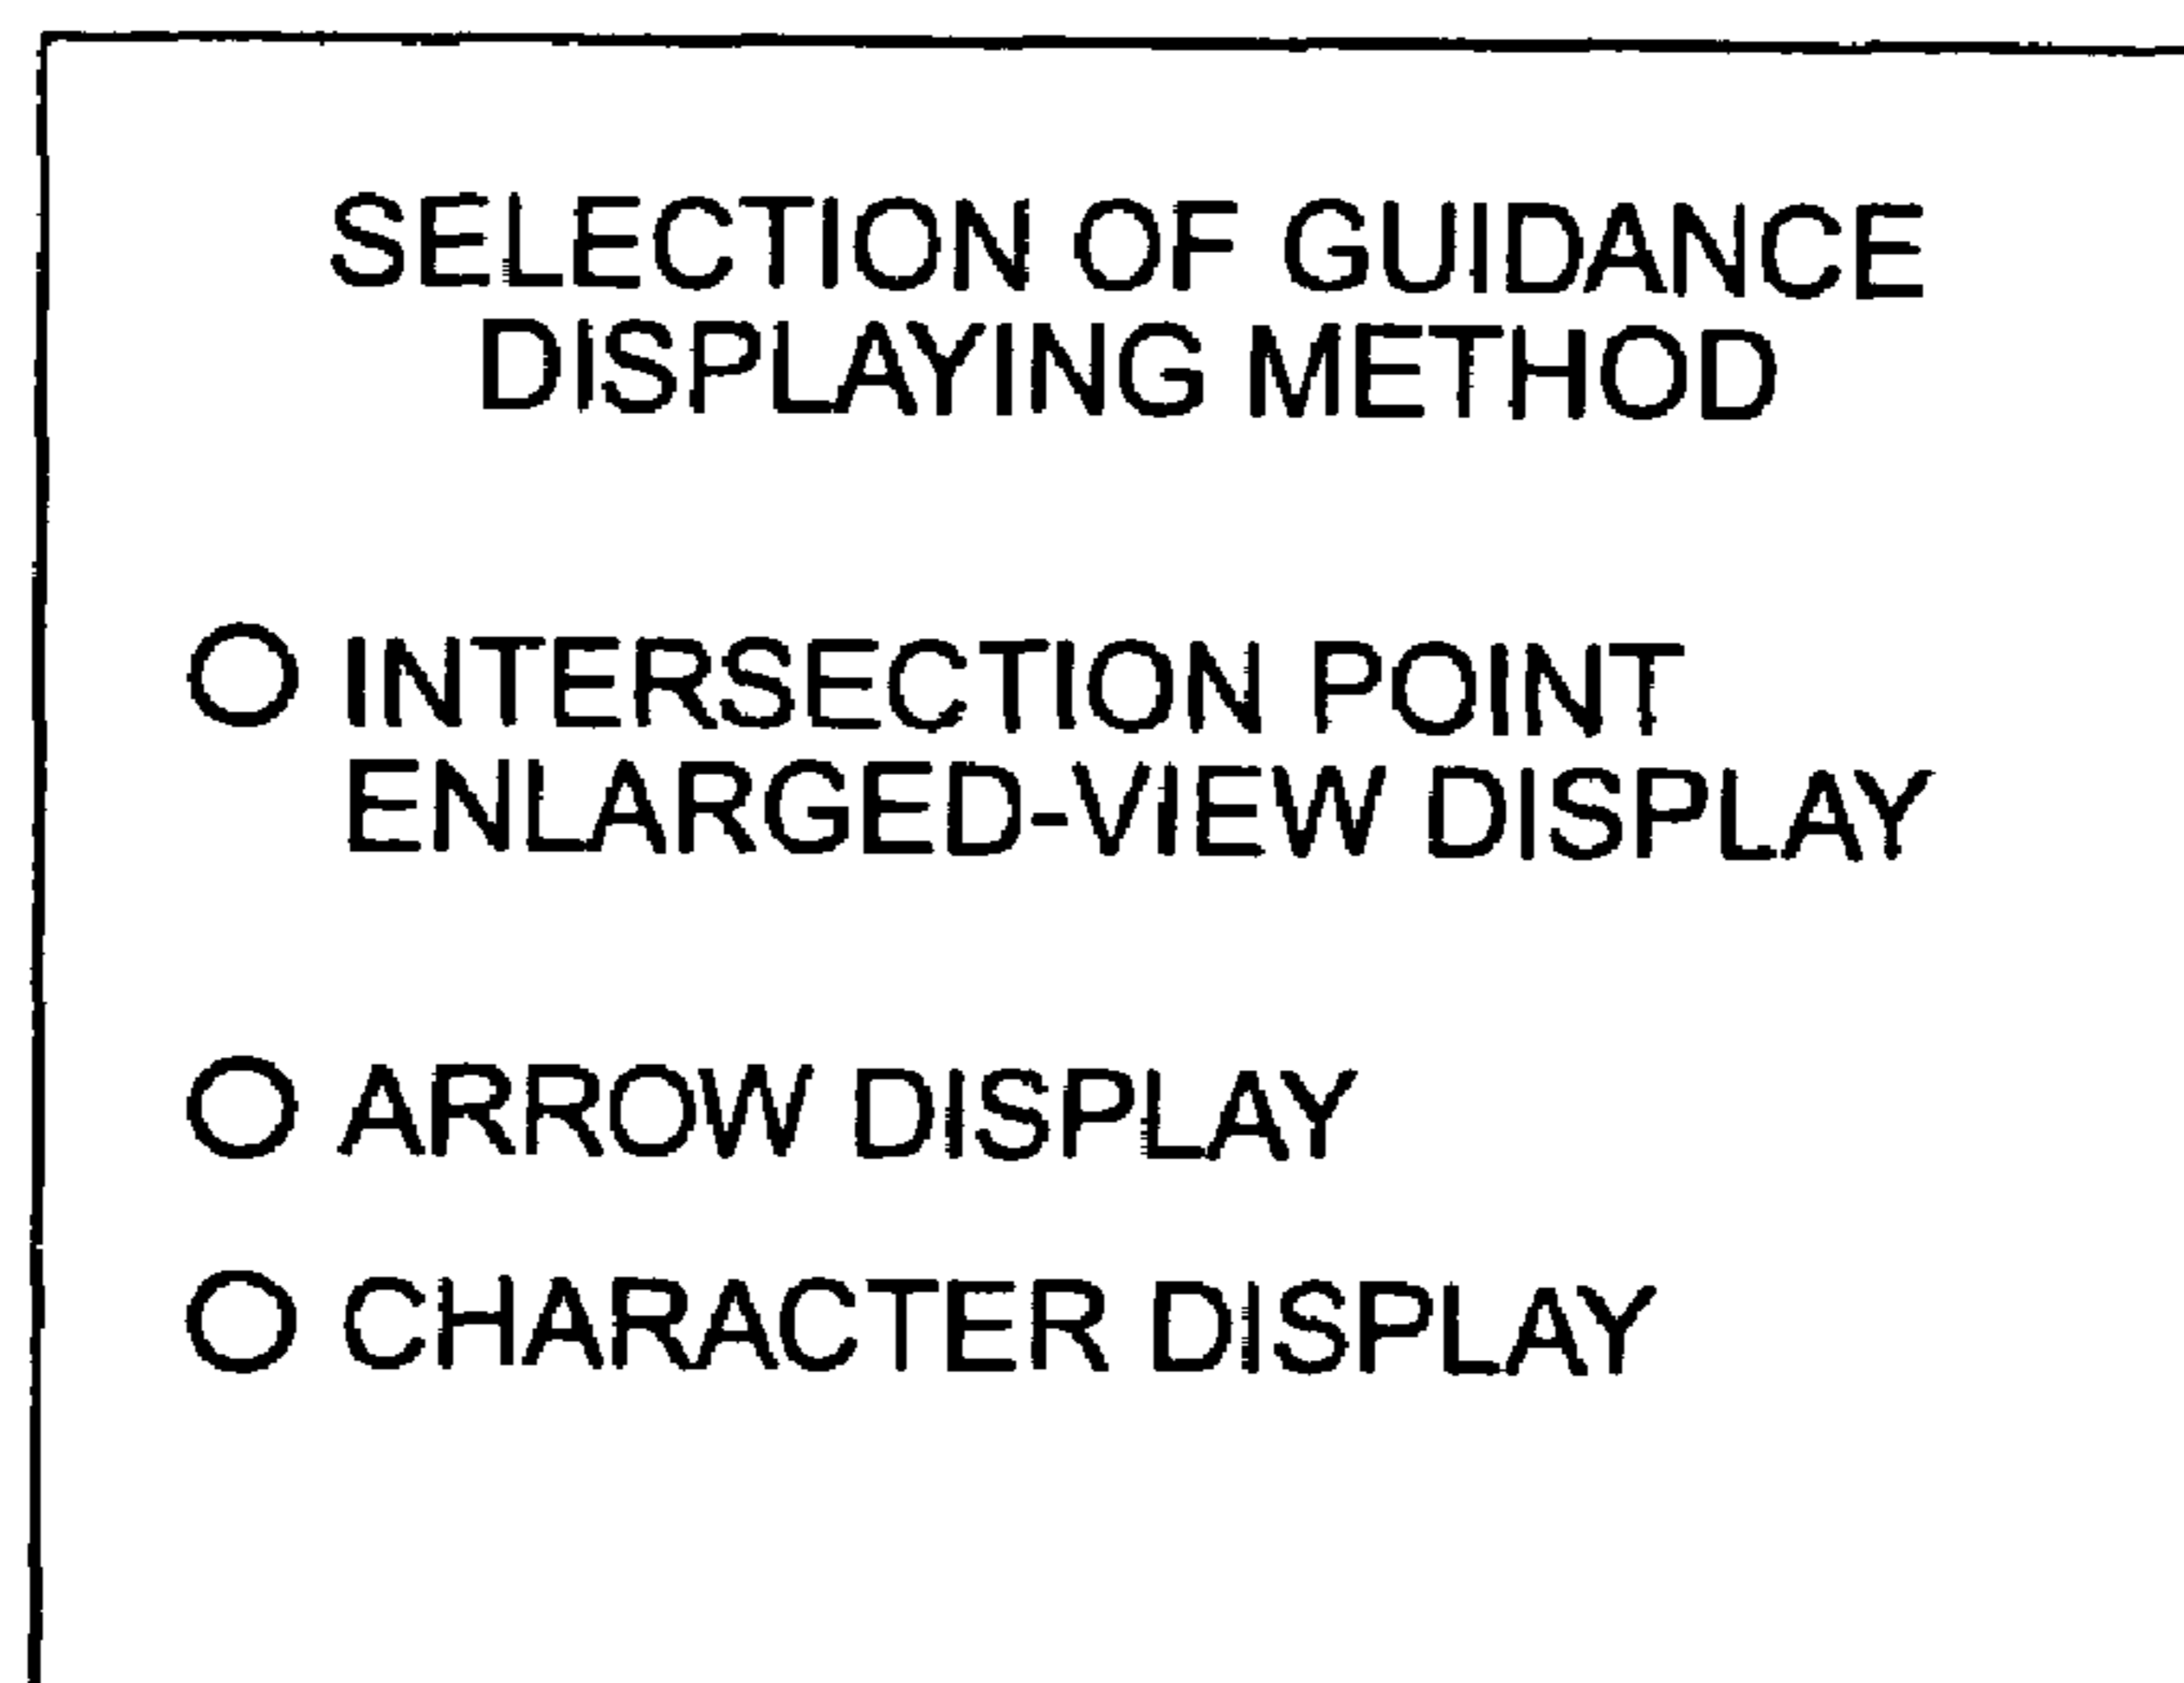 SELECTION OF GUIDANCE
DISPLAYING METHOD
○ INTERSECTION POINT
ENLARGED-VIEW DISPLAY
○ ARROW DISPLAY
○ CHARACTER DISPLAY